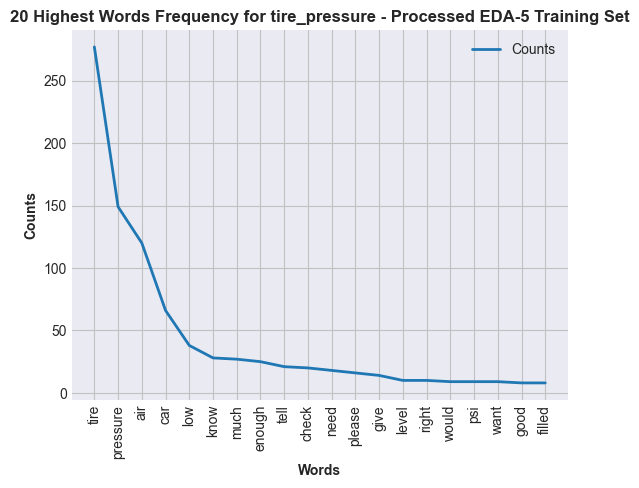 20 Highest Words Frequency for tire_pressure - Processed EDA-5 Training Set
Counts
Counts
250
200
150
100
50
0
tire
pressure
air
car
low
know
much
enough
tell
check
need
please
give
level
right
would
psi
want
good
filled
Words